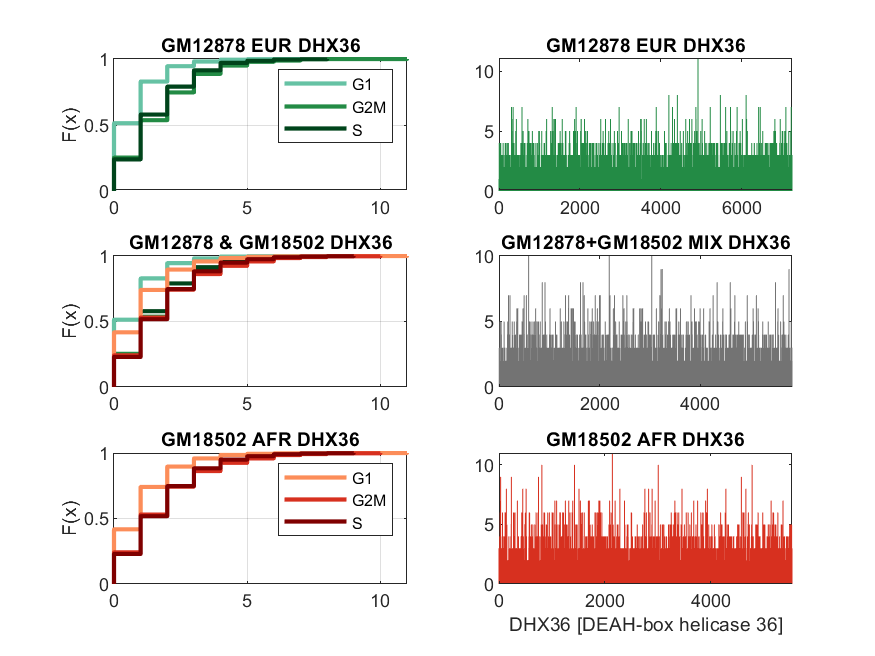 GM12878 EUR DHX36
1
0.5
0
F(x)
0 5 10
G1
G2M
S
GM12878 EUR DHX36
10
5
0
0 2000 4000 6000
GM12878 & GM18502 DHX36
1
0.5
0
F(x)
0 5 10
GM12878+GM18502 MIX DHX36
10
5
0
0 2000 4000
GM18502 AFR DHX36
1
0.5
0
F(x)
0 5 10
G1
G2M
S
GM18502 AFR DHX36
10
5
0
0 2000 4000
DHX36 [DEAH-box helicase 36]